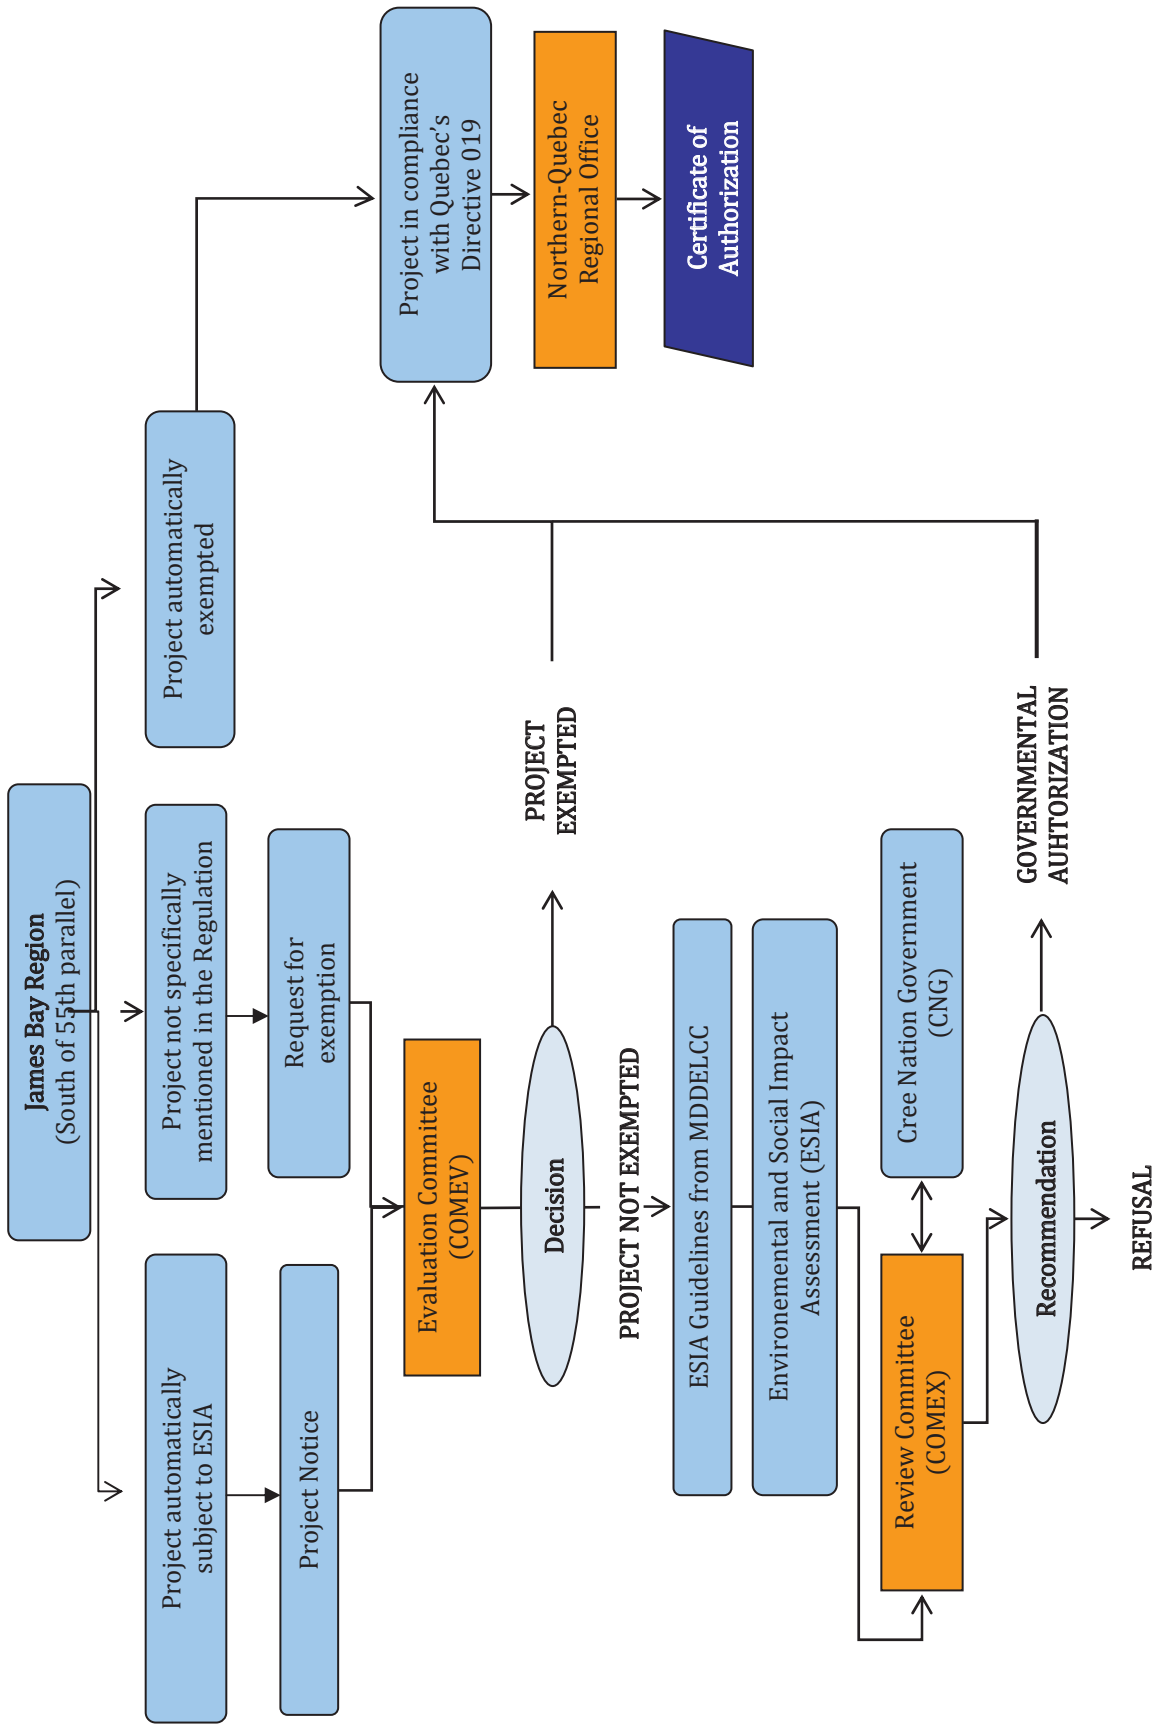 James Bay Region
(South of 55th parallel)
Project automatically
subject to ESIA
Project not specifically
mentioned in the Regulation
Project automatically
exempted
Project Notice
Request for
exemption
Evaluation Committee
(COMEV)
Decision
PROJECT
EXEMPTED
PROJECT NOT EXEMPTED
ESIA Guidelines from MDDELCC
Environemental and Social Impact
Assessment (ESIA)
Review Committee
(COMEX)
Cree Nation Government
(CNG)
Recommendation
GOVERNMENTAL
AUHTORIZATION
REFUSAL
Project in compliance
with Quebec’s
Directive 019
Northern-Quebec
Regional Office
Certificate of
Authorization